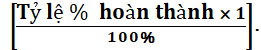 [Tỷ lệ % hoàn thành × 1
100%].